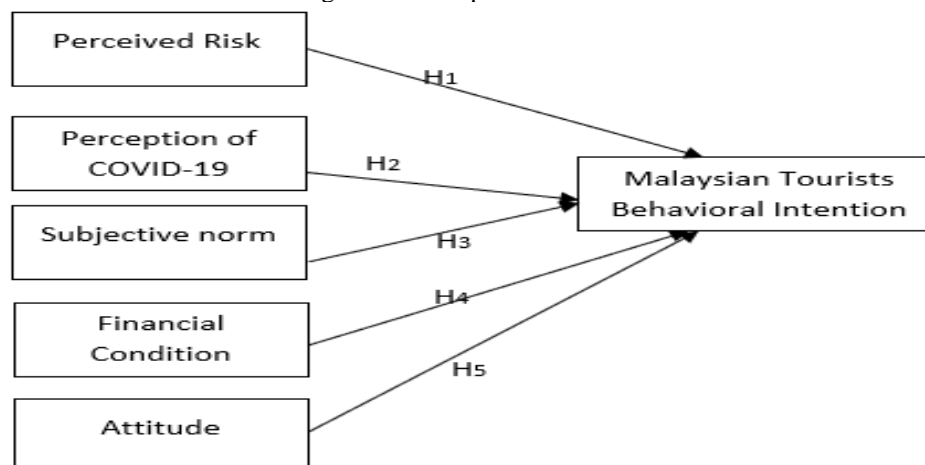 Perceived Risk
H1
Perception of
COVID-19
H2
Malaysian Tourists
Behavioral Intention
Subjective norm
H3
Financial
Condition
H4
H5
Attitude